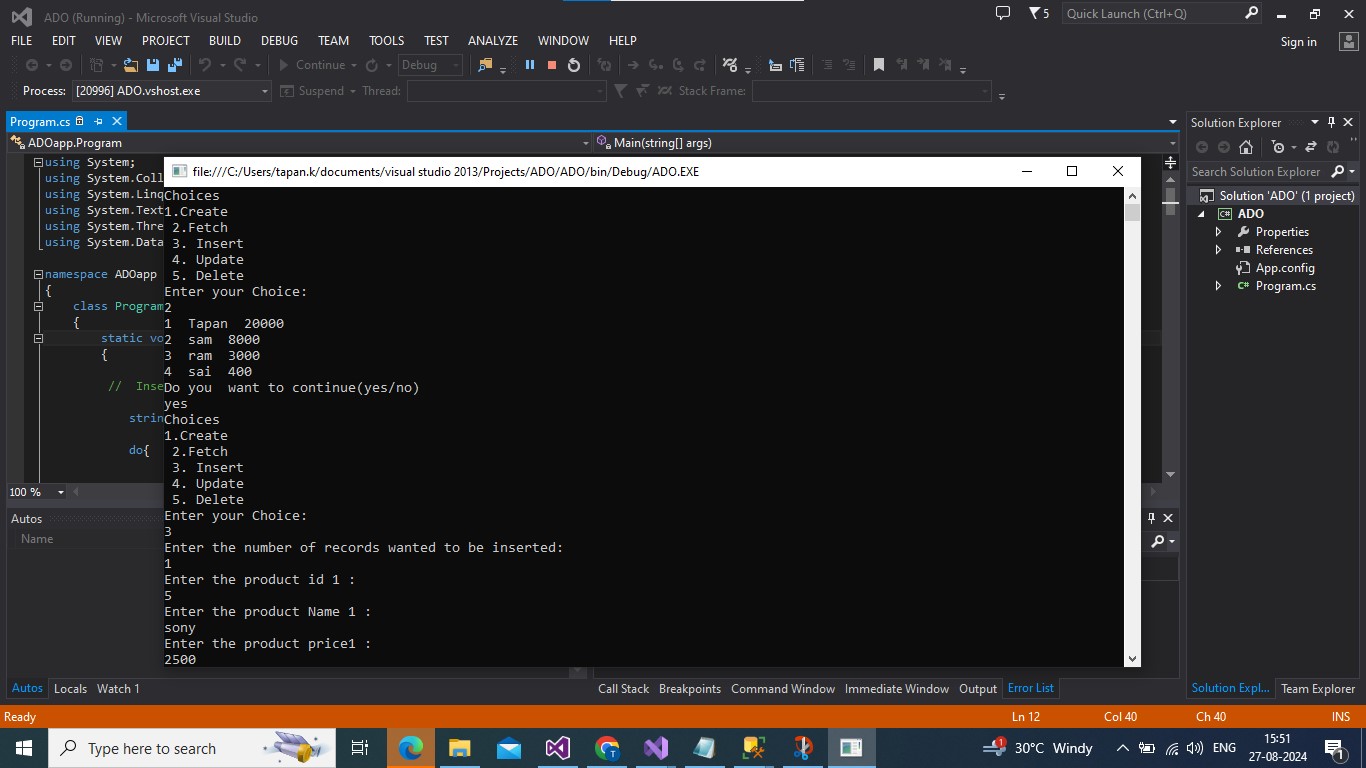 ADO (Running) - Microsoft Visual Studio
5
Quick Launch (Ctrl+Q)
FILE EDIT VIEW PROJECT BUILD DEBUG TEAM TOOLS TEST ANALYZE WINDOW HELP
Sign in
Continue
Debug
Process: [20996] ADO.vshost.exe
Suspend
Thread:
Stack Frame:
Program.cs
Solution Explorer
ADOapp.Program
Main(string[] args)
Search Solution Explorer
Solution 'ADO' (1 project)
ADO
Properties
References
App.config
C# Program.cs
using System;
using System.Coll
using System.Linq
using System.Text
using System.Thre
using System.Data
namespace ADOapp
{
class Program
{
static vo
{
// Inse
strin
do{
file:///C:/Users/tapan.k/documents/visual studio 2013/Projects/ADO/ADO/bin/Debug/ADO.EXE
Choices
1.Create
2.Fetch
3. Insert
4. Update
5. Delete
Enter your Choice:
2
1 Tapan 20000
2 sam 8000
3 ram 3000
4 sai 400
Do you want to continue(yes/no)
yes
Choices
1.Create
2.Fetch
3. Insert
4. Update
5. Delete
Enter your Choice:
3
Enter the number of records wanted to be inserted:
1
Enter the product id 1 :
5
Enter the product Name 1 :
sony
Enter the product price1 :
2500
100 %
Autos
Name
Autos Locals Watch 1
Call Stack Breakpoints Command Window Immediate Window Output Error List
Solution Expl... Team Explorer
Ready
Ln 12 Col 40 Ch 40 INS
Type here to search
1
30°C Windy
ENG
15:51
27-08-2024
1